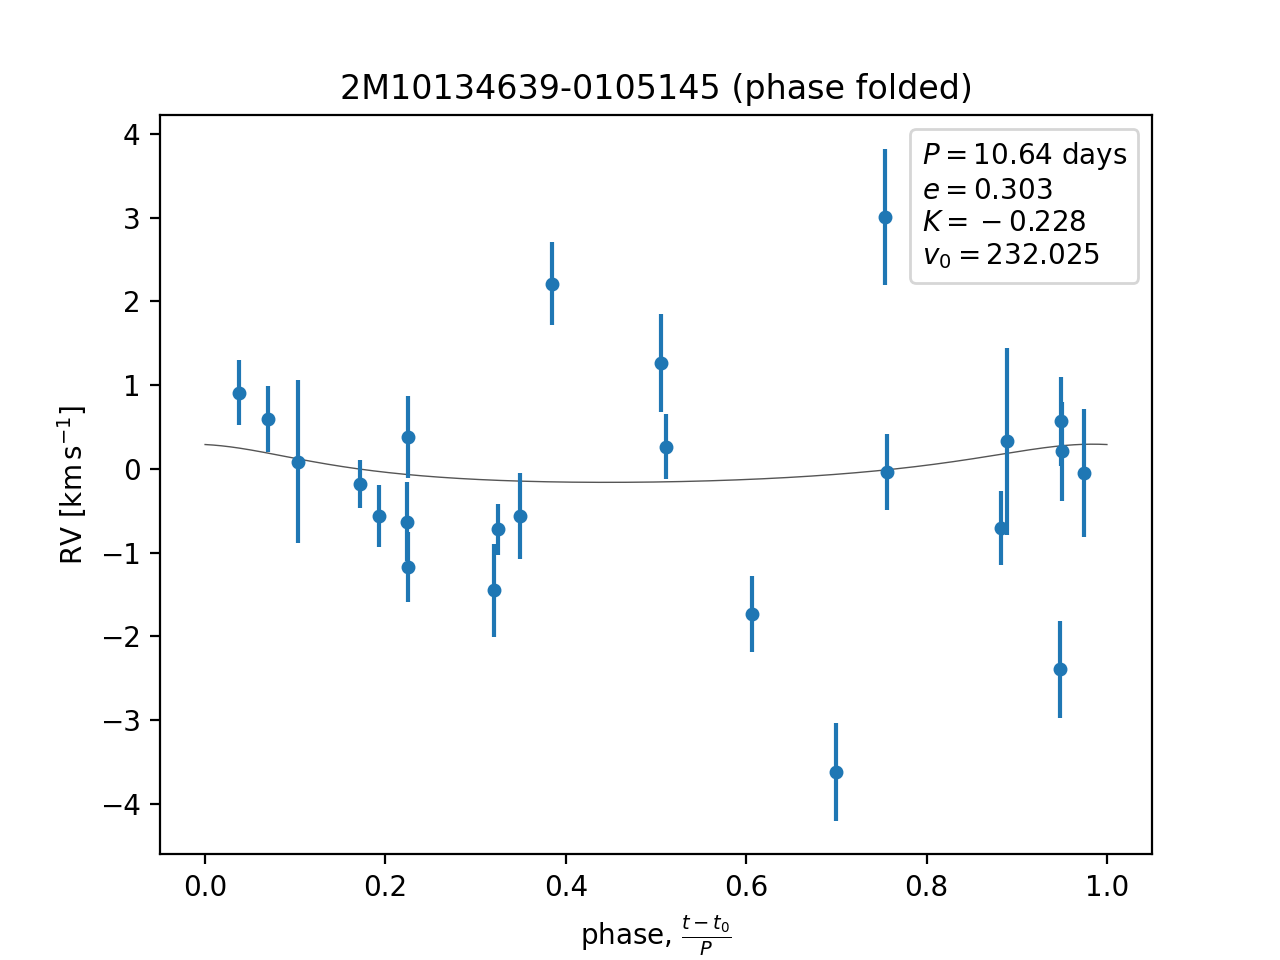 2M10134639-0105145 (phase folded)
P = 10.64 days
e = 0.303
K = −0.228
v₀ = 232.025
RV [km s⁻¹]
4
3
2
1
0
−1
−2
−3
−4
0.0 0.2 0.4 0.6 0.8 1.0
phase, (t − t₀)/P